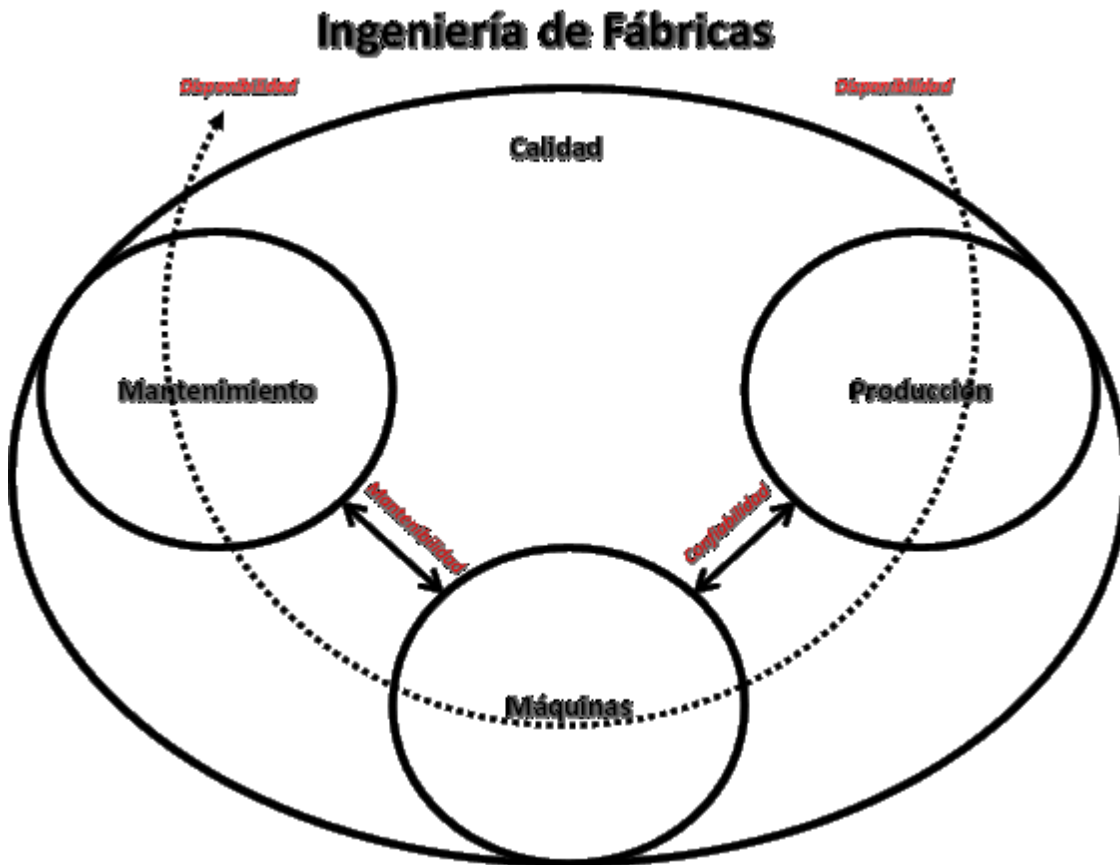 Ingeniería de Fábricas
Disponibilidad
Disponibilidad
Calidad
Mantenimiento
Producción
Mantenibilidad
Confiabilidad
Máquinas